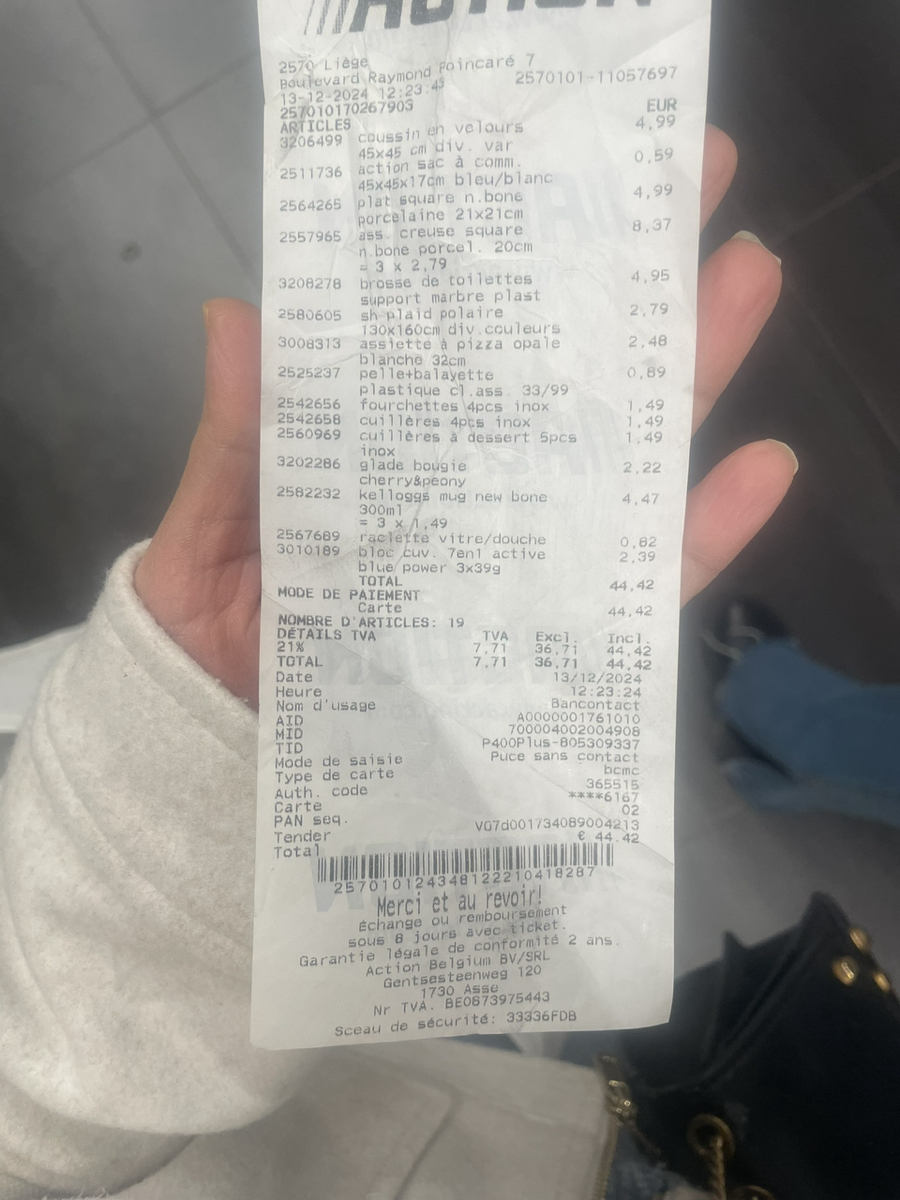 ACTION
2570 Liège
Boulevard Raymond Poincaré 7
13-12-2024 12:23:43 2570101-11057697
257010170267903
ARTICLES EUR
3206499 coussin en velours 4,99
45x45 cm div. var
2511736 action sac à comm. 0,59
45x45x17cm bleu/blanc
2564265 plat square n.bone 4,99
porcelaine 21x21cm
2557965 ass. creuse square 8,37
n.bone porcel. 20cm
= 3 x 2,79
3208278 brosse de toilettes 4,95
support marbre plast
2580605 sh plaid polaire 2,79
130x160cm div.couleurs
3008313 assiette à pizza opale 2,48
blanche 32cm
2525237 pelle+balayette 0,89
plastique cl.ass. 33/99
2542656 fourchettes 4pcs inox 1,49
2542658 cuillères 4pcs inox 1,49
2560969 cuillères à dessert 5pcs 1,49
inox
3202286 glade bougie 2,22
cherry&peony
2582232 kelloggs mug new bone 4,47
300ml
= 3 x 1,49
2567689 raclette vitre/douche 0,82
3010189 bloc cuv. 7en1 active 2,39
blue power 3x39g
TOTAL 44,42
MODE DE PAIEMENT
Carte 44,42
NOMBRE D'ARTICLES: 19
DÉTAILS TVA TVA Excl. Incl.
21% 7,71 36,71 44,42
TOTAL 7,71 36,71 44,42
Date 13/12/2024
Heure 12:23:24
Nom d'usage Bancontact
AID A0000001761010
MID 700004002004908
TID P400Plus-805309337
Mode de saisie Puce sans contact
Type de carte bcmc
Auth. code 365515
Carte ****6167
PAN seq. 02
Tender VG7d001734089004213
Total € 44.42
257010124348122210418287
Merci et au revoir!
Échange ou remboursement
sous 8 jours avec ticket.
Garantie légale de conformité 2 ans.
Action Belgium BV/SRL
Gentsesteenweg 120
1730 Asse
Nr TVA. BE0873975443
Sceau de sécurité: 33336FDB